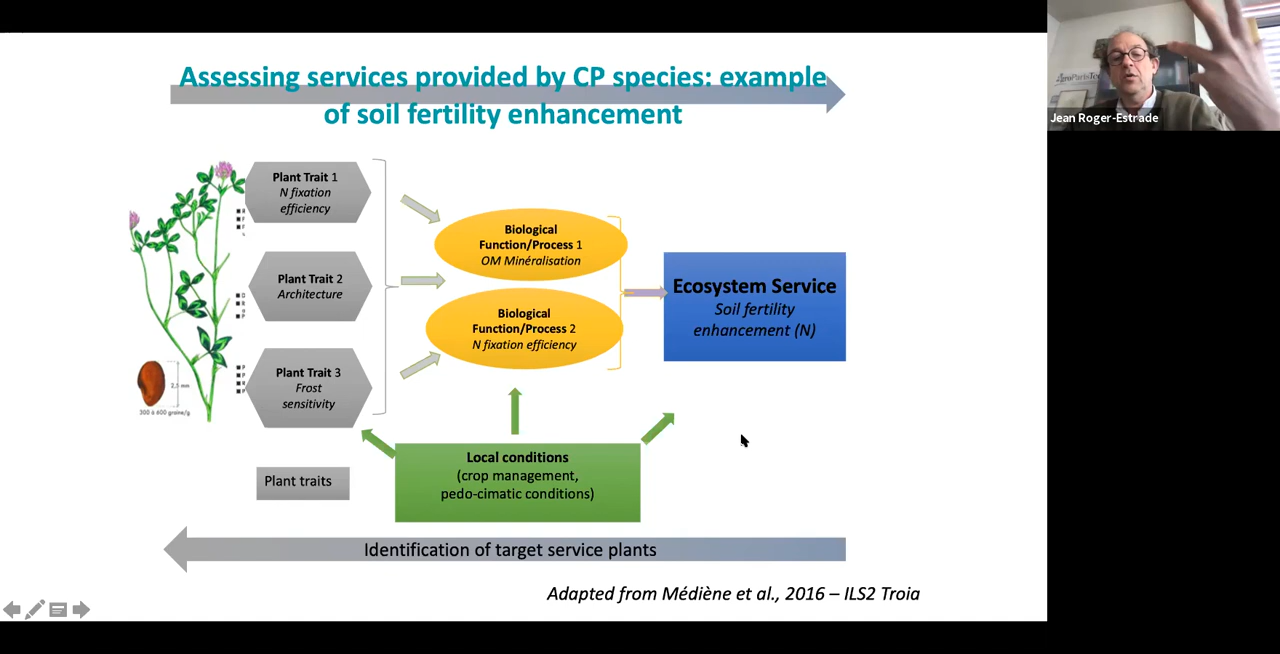 Assessing services provided by CP species: example
of soil fertility enhancement
Jean Roger-Estrade
Plant Trait 1
N fixation
efficiency
Plant Trait 2
Architecture
Plant Trait 3
Frost
sensitivity
300 à 600 graine/g
Biological
Function/Process 1
OM Minéralisation
Biological
Function/Process 2
N fixation efficiency
Ecosystem Service
Soil fertility
enhancement (N)
Local conditions
(crop management,
pedo-cimatic conditions)
Plant traits
Identification of target service plants
Adapted from Médiène et al., 2016 – ILS2 Troia